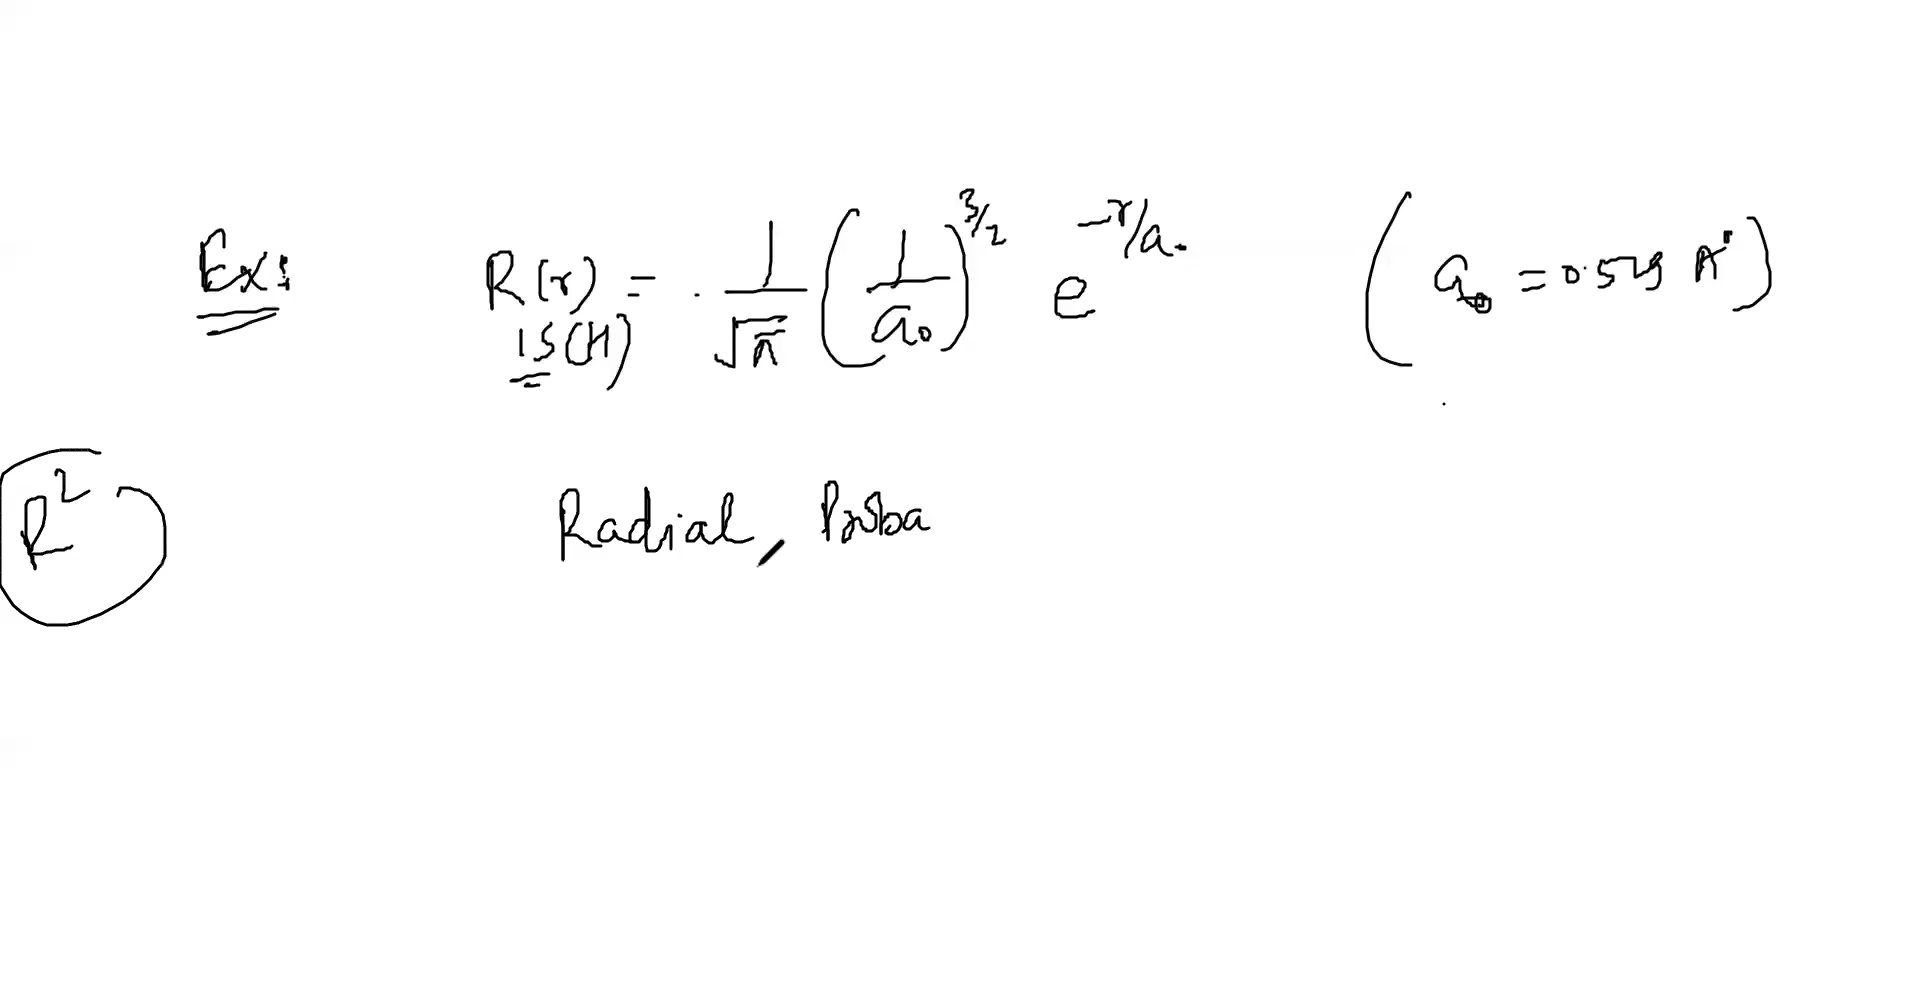 Ex: R(r) 1S(H) = 1/√π (1/a₀)^3/2 e^-r/a₀ (a₀ = 0.529 A°)
R² Radial, Proba